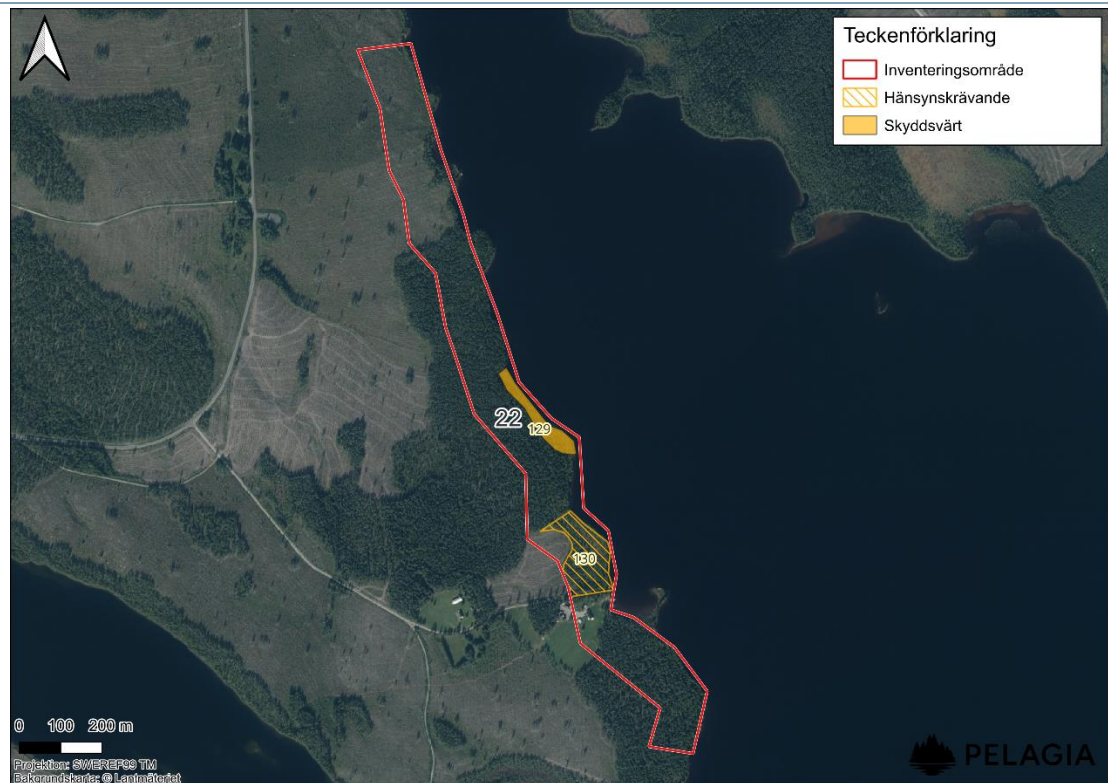 Teckenförklaring
Inventeringsområde
Hänsynskrävande
Skyddsvärt
22
129
130
0 100 200 m
Projektion: SWEREF99 TM
Bakgrundskarta: © Lantmäteriet
PELAGIA